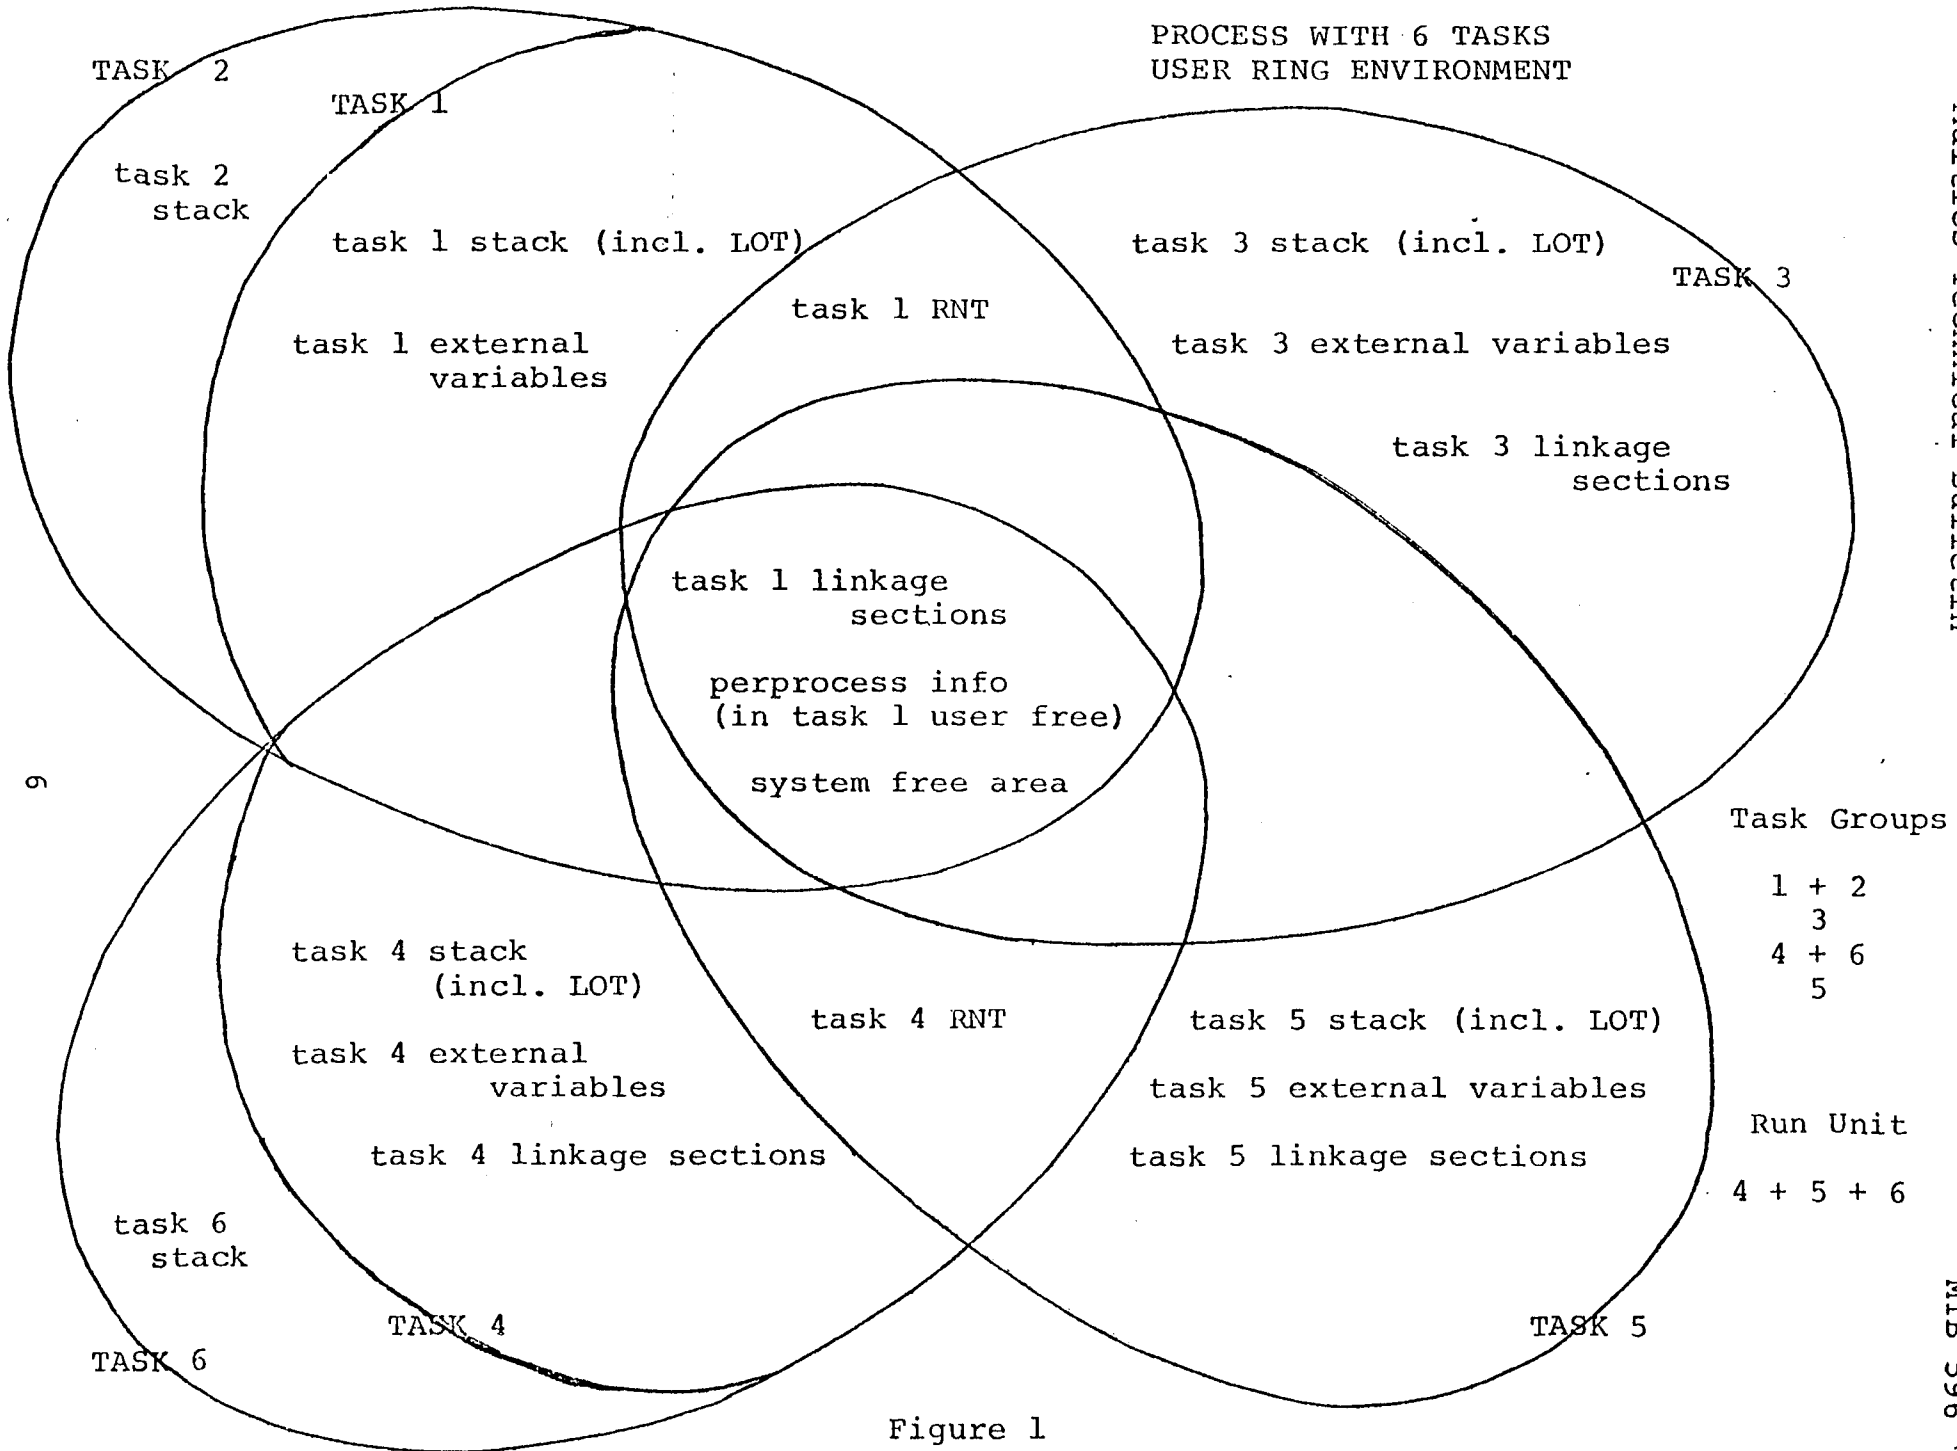 PROCESS WITH 6 TASKS
USER RING ENVIRONMENT
TASK 2
TASK 1
task 2
stack
task 1 stack (incl. LOT)
task 3 stack (incl. LOT)
TASK 3
task 1 RNT
task 1 external
variables
task 3 external variables
task 3 linkage
sections
task 1 linkage
sections
perprocess info
(in task 1 user free)
system free area
6
Task Groups
1 + 2
3
4 + 6
5
task 4 stack
(incl. LOT)
task 4 RNT
task 5 stack (incl. LOT)
task 4 external
variables
task 5 external variables
Run Unit
task 4 linkage sections
task 5 linkage sections
4 + 5 + 6
task 6
stack
TASK 4
TASK 5
TASK 6
Figure 1